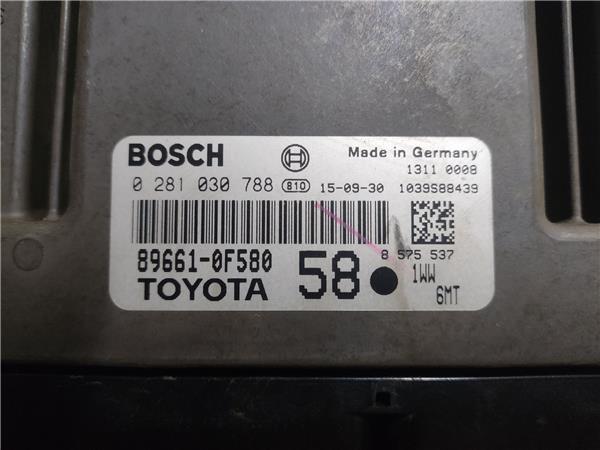 BOSCH Made in Germany
1311 0008
0 281 030 788 810 15-09-30 1039S88439
8 575 537
89661-0F580 58 1WW
TOYOTA 6MT